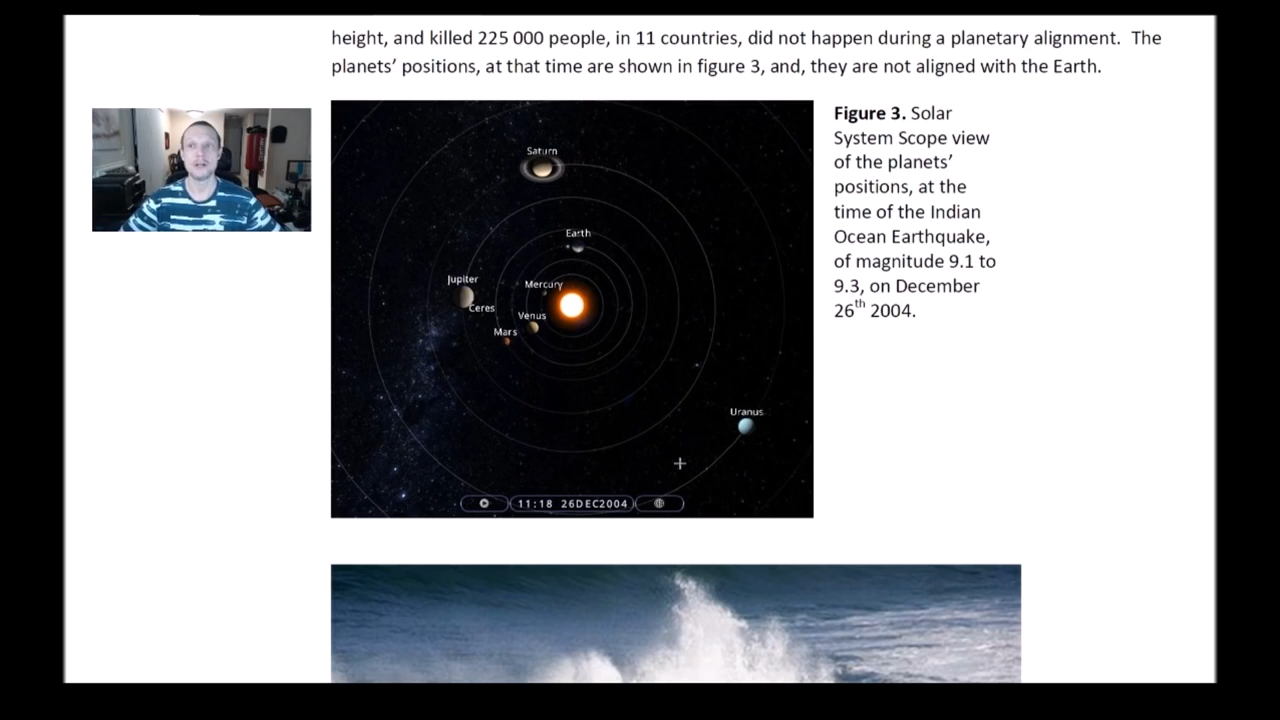 height, and killed 225 000 people, in 11 countries, did not happen during a planetary alignment. The
planets’ positions, at that time are shown in figure 3, and, they are not aligned with the Earth.
Figure 3. Solar
System Scope view
of the planets’
positions, at the
time of the Indian
Ocean Earthquake,
of magnitude 9.1 to
9.3, on December
26th 2004.
Saturn
Earth
Jupiter
Mercury
Ceres
Venus
Mars
Uranus
11:18 26DEC2004